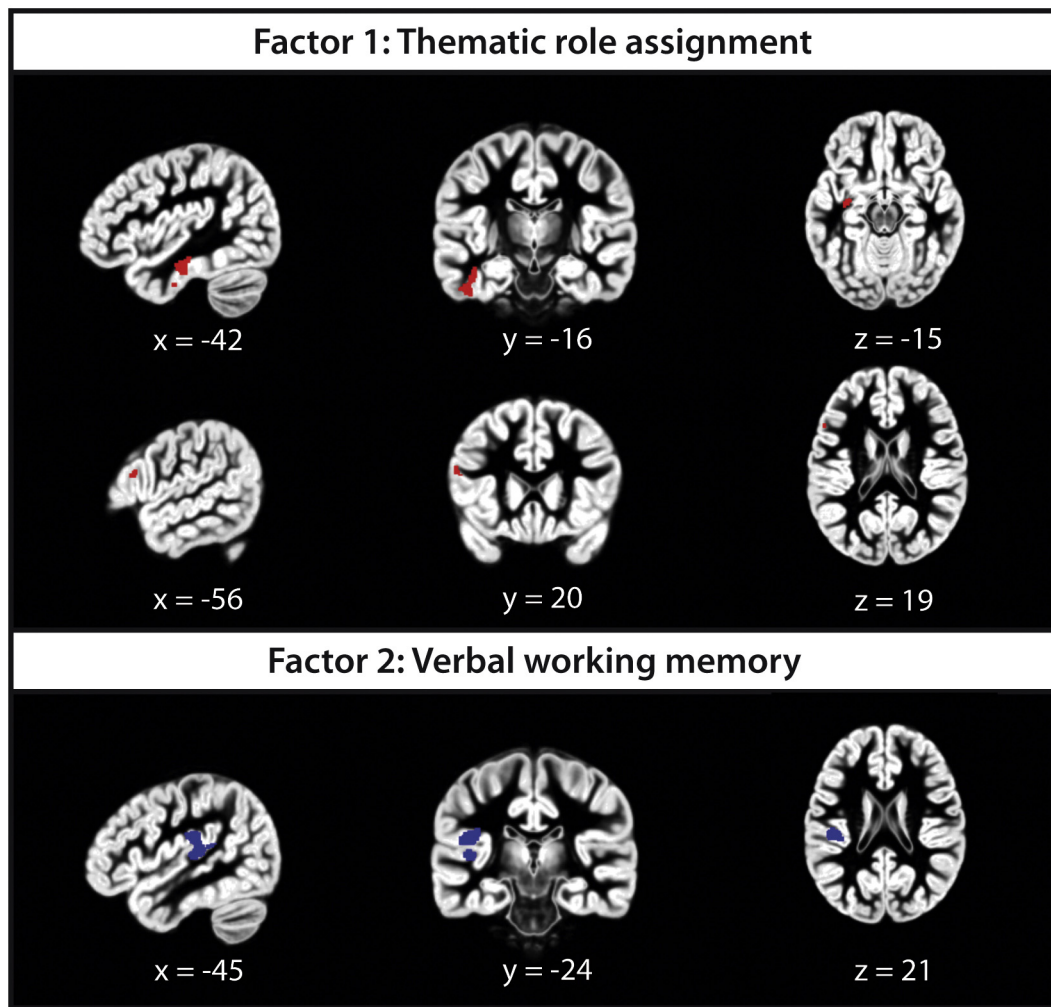 Factor 1: Thematic role assignment
x = -42
y = -16
z = -15
x = -56
y = 20
z = 19
Factor 2: Verbal working memory
x = -45
y = -24
z = 21